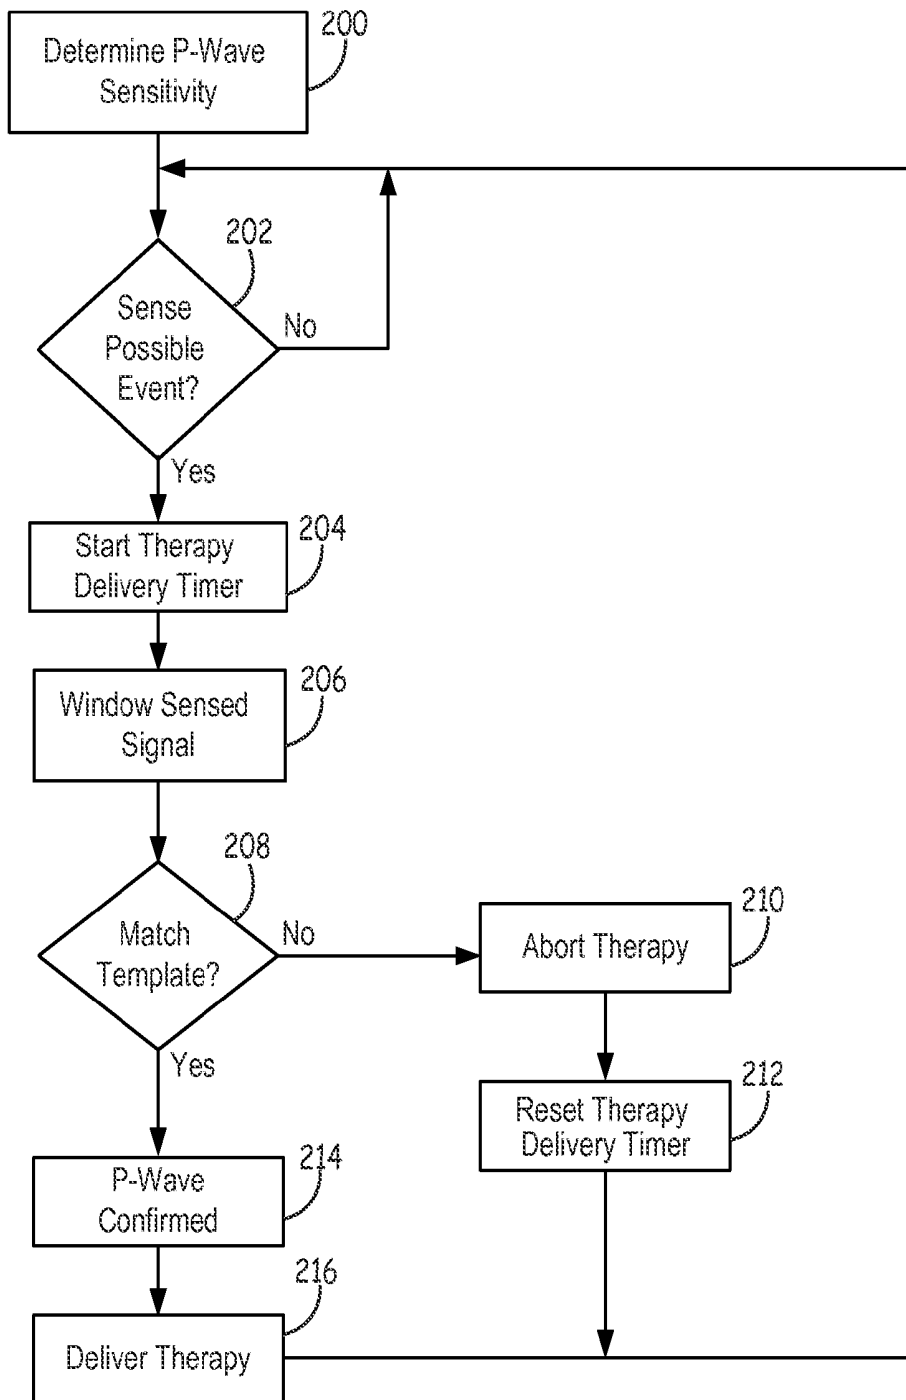 Determine P-Wave
Sensitivity
200
202
Sense
Possible
Event?
No
Yes
204
Start Therapy
Delivery Timer
206
Window Sensed
Signal
208
Match
Template?
No
Yes
210
Abort Therapy
212
Reset Therapy
Delivery Timer
214
P-Wave
Confirmed
216
Deliver Therapy